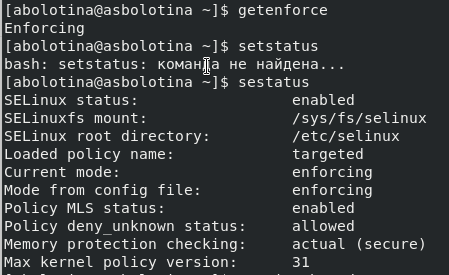 [abolotina@asbolotina ~]$ getenforce
Enforcing
[abolotina@asbolotina ~]$ setstatus
bash: setstatus: команда не найдена...
[abolotina@asbolotina ~]$ sestatus
SELinux status:                 enabled
SELinuxfs mount:                /sys/fs/selinux
SELinux root directory:         /etc/selinux
Loaded policy name:             targeted
Current mode:                   enforcing
Mode from config file:          enforcing
Policy MLS status:              enabled
Policy deny_unknown status:     allowed
Memory protection checking:     actual (secure)
Max kernel policy version:      31